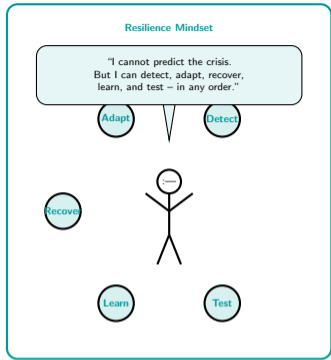 Resilience Mindset
“I cannot predict the crisis.
But I can detect, adapt, recover,
learn, and test – in any order.”
Adapt
Detect
:—
Recover
Learn
Test